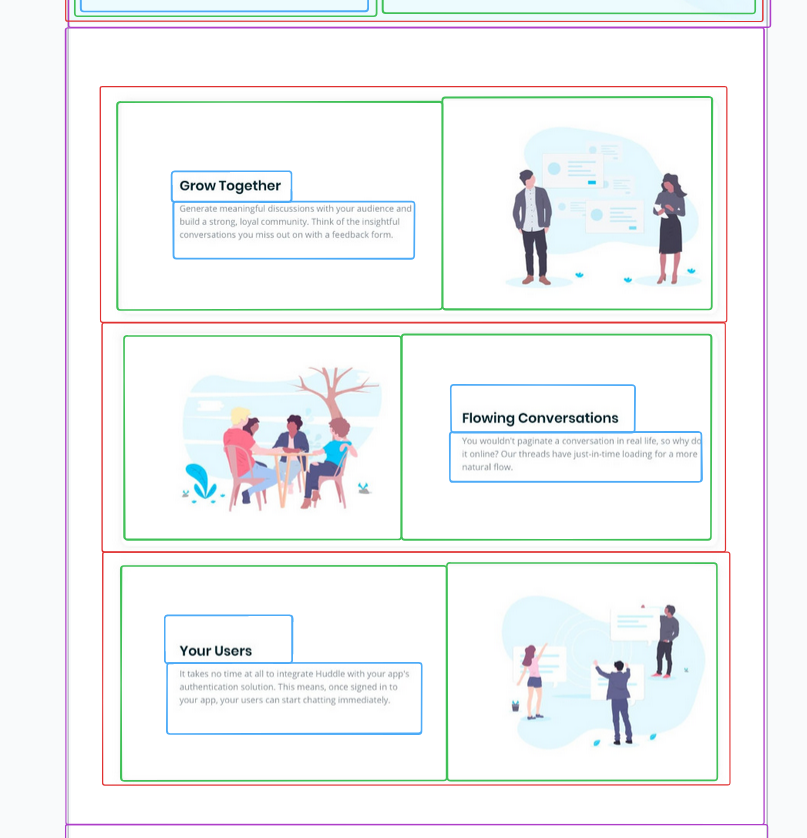 Grow Together
Generate meaningful discussions with your audience and
build a strong, loyal community. Think of the insightful
conversations you miss out on with a feedback form.
Flowing Conversations
You wouldn't paginate a conversation in real life, so why do
it online? Our threads have just-in-time loading for a more
natural flow.
Your Users
It takes no time at all to integrate Huddle with your app's
authentication solution. This means, once signed in to
your app, your users can start chatting immediately.